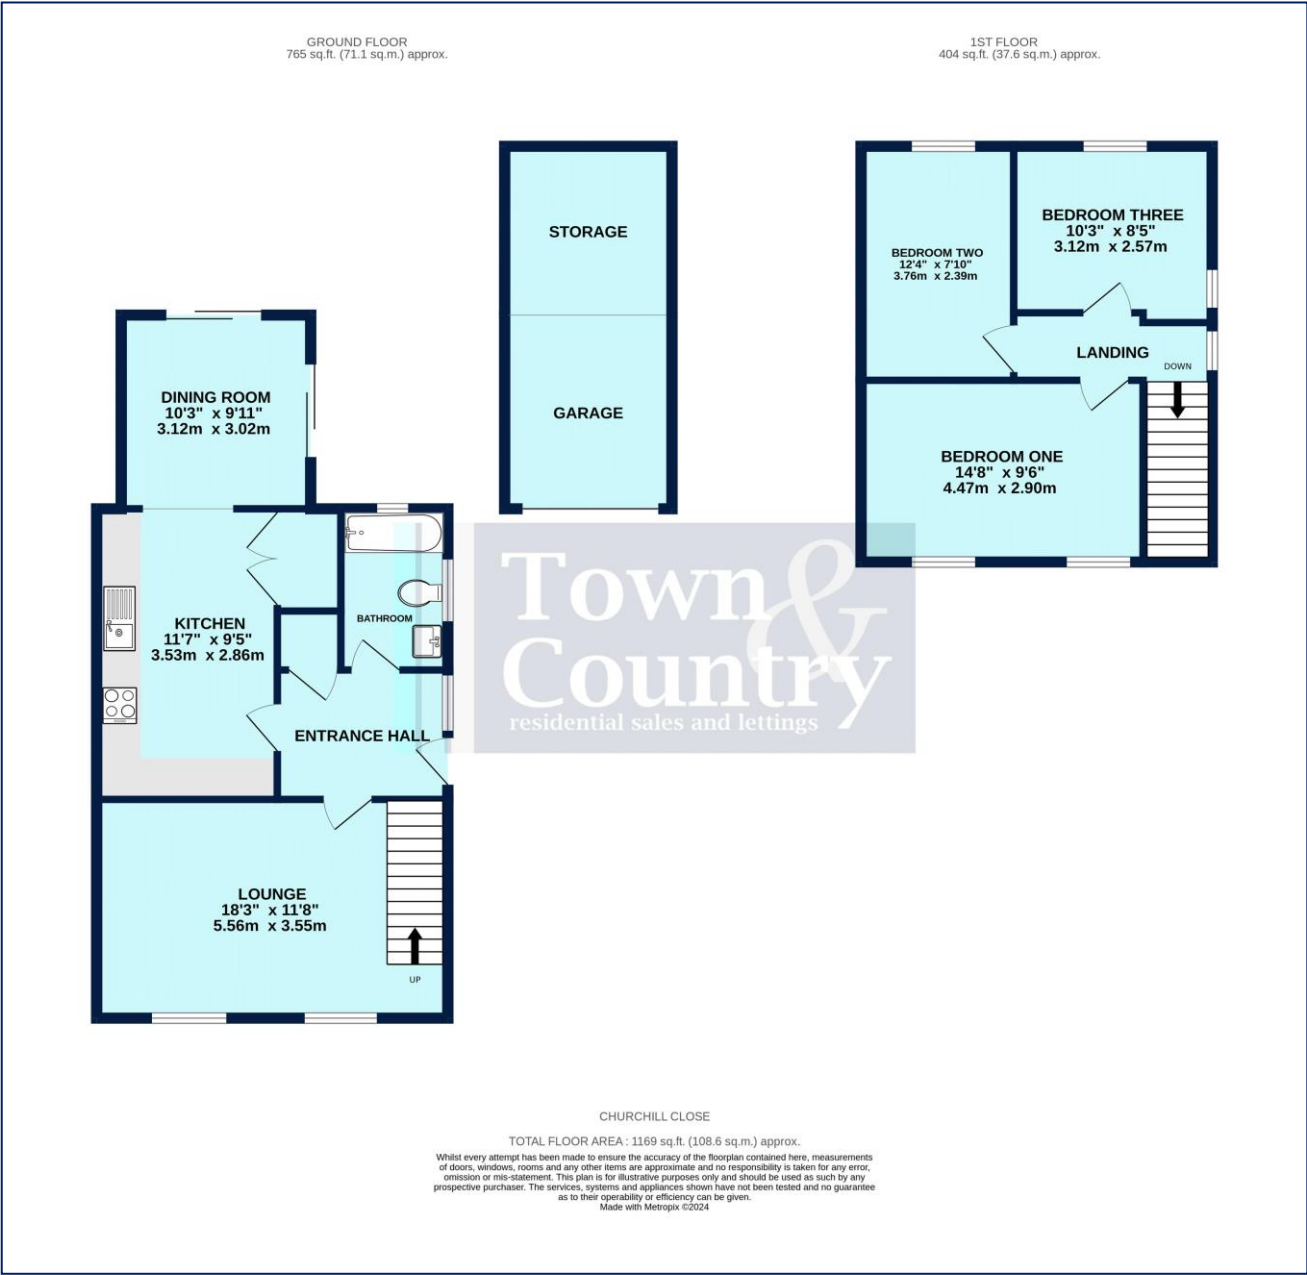 GROUND FLOOR
765 sq.ft. (71.1 sq.m.) approx.
1ST FLOOR
404 sq.ft. (37.6 sq.m.) approx.
STORAGE
GARAGE
BEDROOM THREE
10'3" x 8'5"
3.12m x 2.57m
BEDROOM TWO
12'4" x 7'10"
3.76m x 2.39m
LANDING
DOWN
BEDROOM ONE
14'8" x 9'6"
4.47m x 2.90m
DINING ROOM
10'3" x 9'11"
3.12m x 3.02m
KITCHEN
11'7" x 9'5"
3.53m x 2.86m
BATHROOM
ENTRANCE HALL
LOUNGE
18'3" x 11'8"
5.56m x 3.55m
UP
Town &
Country
residential sales and lettings
CHURCHILL CLOSE
TOTAL FLOOR AREA : 1169 sq.ft. (108.6 sq.m.) approx.
Whilst every attempt has been made to ensure the accuracy of the floorplan contained here, measurements
of doors, windows, rooms and any other items are approximate and no responsibility is taken for any error,
omission or mis-statement. This plan is for illustrative purposes only and should be used as such by any
prospective purchaser. The services, systems and appliances shown have not been tested and no guarantee
as to their operability or efficiency can be given.
Made with Metropix ©2024